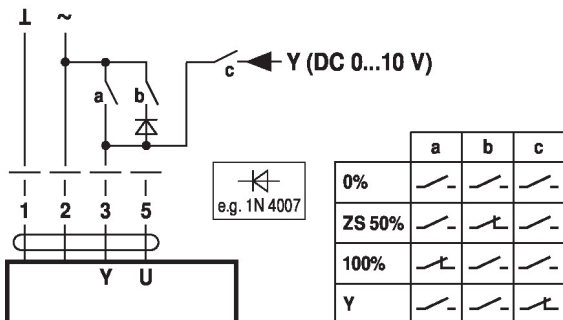 ⊥ ~
a b c Y (DC 0...10 V)
1 2 3 5
Y U
e.g. 1N 4007
a b c
0%
ZS 50%
100%
Y